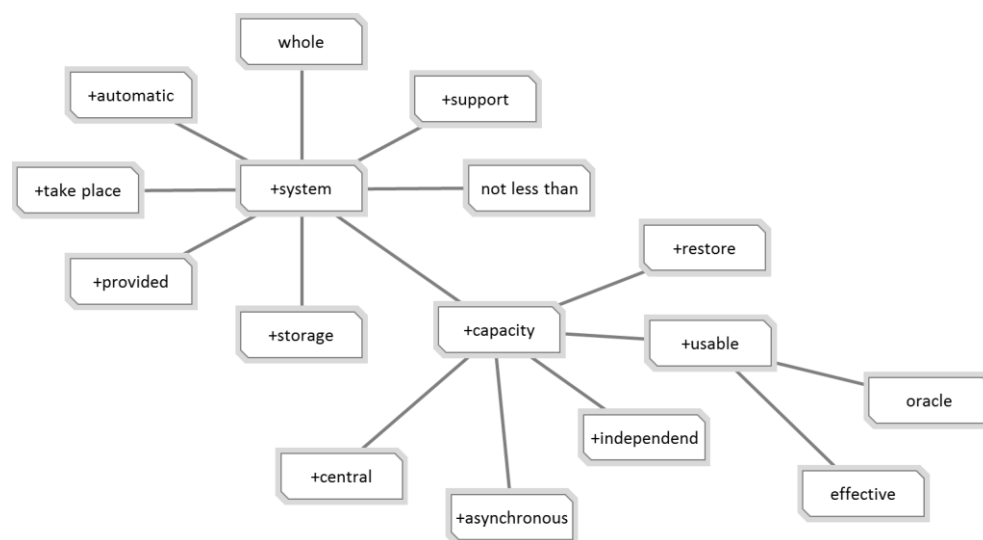 whole
+automatic
+support
+take place
+system
not less than
+restore
+provided
+storage
+capacity
+usable
oracle
+independend
+central
effective
+asynchronous